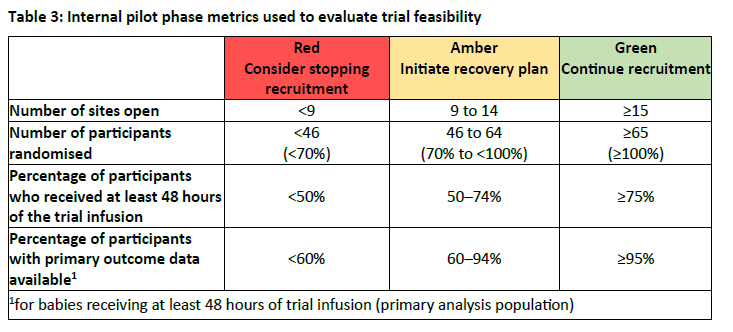 Table 3: Internal pilot phase metrics used to evaluate trial feasibility
Red
Consider stopping
recruitment
Amber
Initiate recovery plan
Green
Continue recruitment
Number of sites open
<9
9 to 14
≥15
Number of participants
randomised
<46
(<70%)
46 to 64
(70% to <100%)
≥65
(≥100%)
Percentage of participants
who received at least 48 hours
of the trial infusion
<50%
50–74%
≥75%
Percentage of participants
with primary outcome data
available¹
<60%
60–94%
≥95%
¹for babies receiving at least 48 hours of trial infusion (primary analysis population)